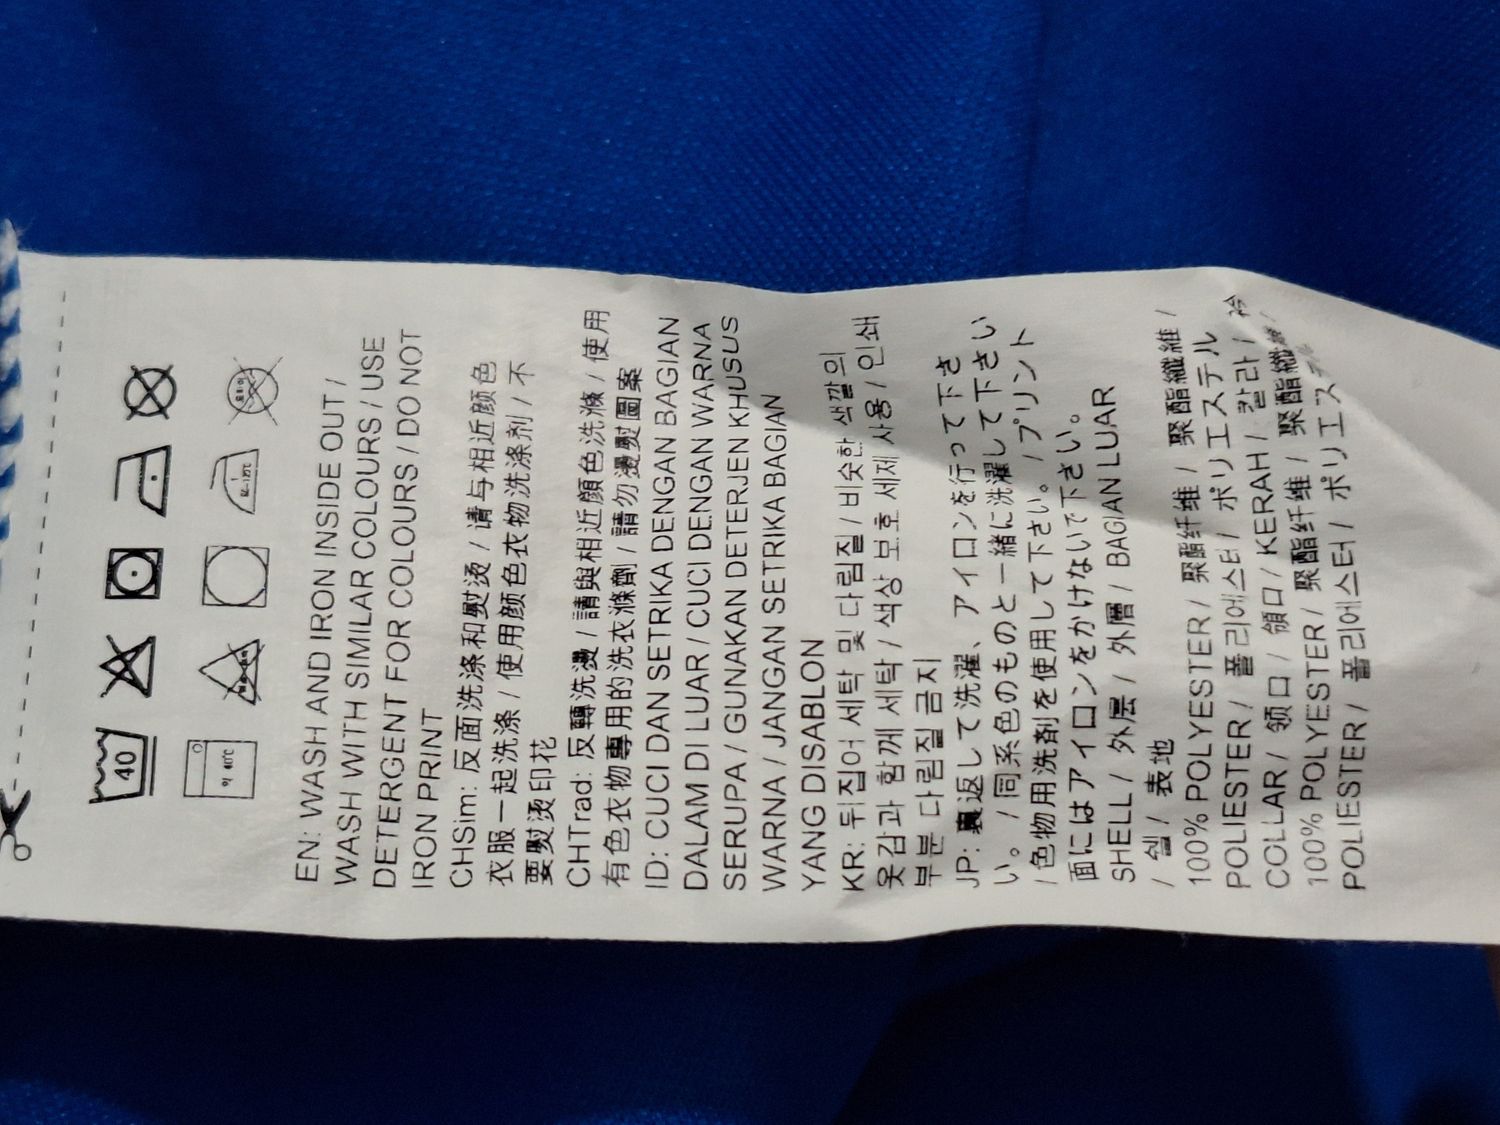 40
EN: WASH AND IRON INSIDE OUT /
WASH WITH SIMILAR COLOURS / USE
DETERGENT FOR COLOURS / DO NOT
IRON PRINT
CHSim: 反面洗涤和熨烫 / 请与相近颜色
衣服一起洗涤 / 使用颜色衣物洗涤剂 / 不
要熨烫印花
CHTrad: 反轉洗燙 / 請與相近顏色洗滌 / 使用
有色衣物專用的洗衣滌劑 / 請勿燙熨圖案
ID: CUCI DAN SETRIKA DENGAN BAGIAN
DALAM DI LUAR / CUCI DENGAN WARNA
SERUPA / GUNAKAN DETERJEN KHUSUS
WARNA / JANGAN SETRIKA BAGIAN
YANG DISABLON
KR: 뒤집어 세탁 및 다림질 / 비슷한 색깔의
옷감과 함께 세탁 / 색상 보호 세제 사용 / 인쇄
부분 다림질 금지
JP: 裏返して洗濯、アイロンを行って下さ
い。 / 同系色のものと一緒に洗濯して下さい
/ 色物用洗剤を使用して下さい。 / プリント
面にはアイロンをかけないで下さい。
SHELL / 外层 / 外層 / BAGIAN LUAR
/ 쉘 / 表地
100% POLYESTER / 聚酯纤维 / 聚酯纖維 /
POLIESTER / 폴리에스터 / ポリエステル
COLLAR / 领口 / 領口 / KERAH / 칼라 / 衿
100% POLYESTER / 聚酯纤维 / 聚酯纖維 /
POLIESTER / 폴리에스터 / ポリエステル